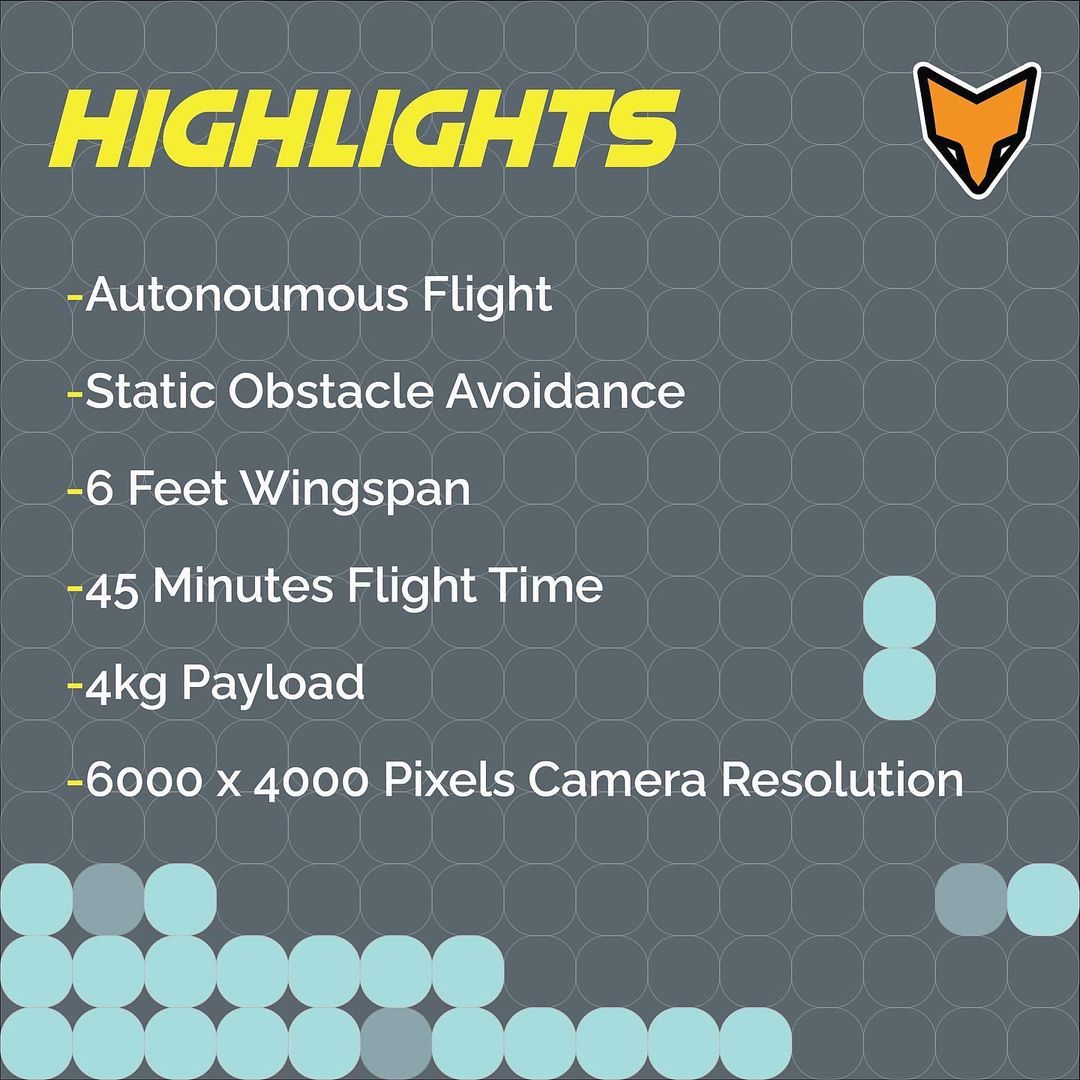 HIGHLIGHTS
-Autonoumous Flight
-Static Obstacle Avoidance
-6 Feet Wingspan
-45 Minutes Flight Time
-4kg Payload
-6000 x 4000 Pixels Camera Resolution